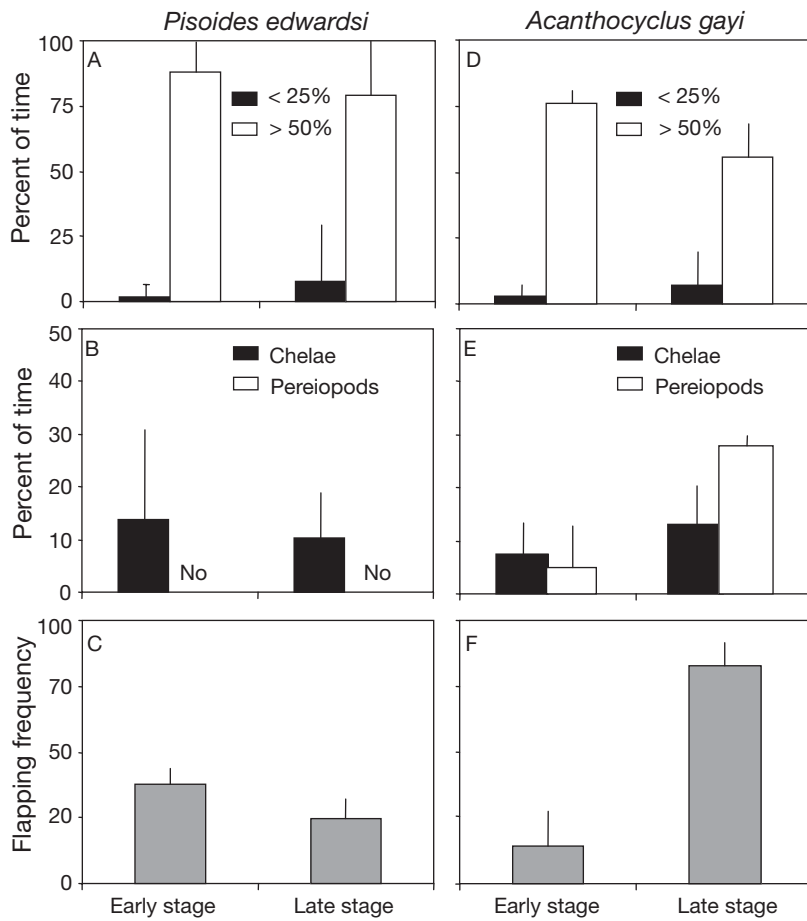 Pisoides edwardsi
Acanthocyclus gayi
A
< 25%
> 50%
Percent of time
100
75
50
25
0
D
< 25%
> 50%
B
Chelae
Pereiopods
Percent of time
50
40
30
20
10
0
No
No
E
Chelae
Pereiopods
C
Flapping frequency
100
70
50
20
0
F
Early stage
Late stage
Early stage
Late stage